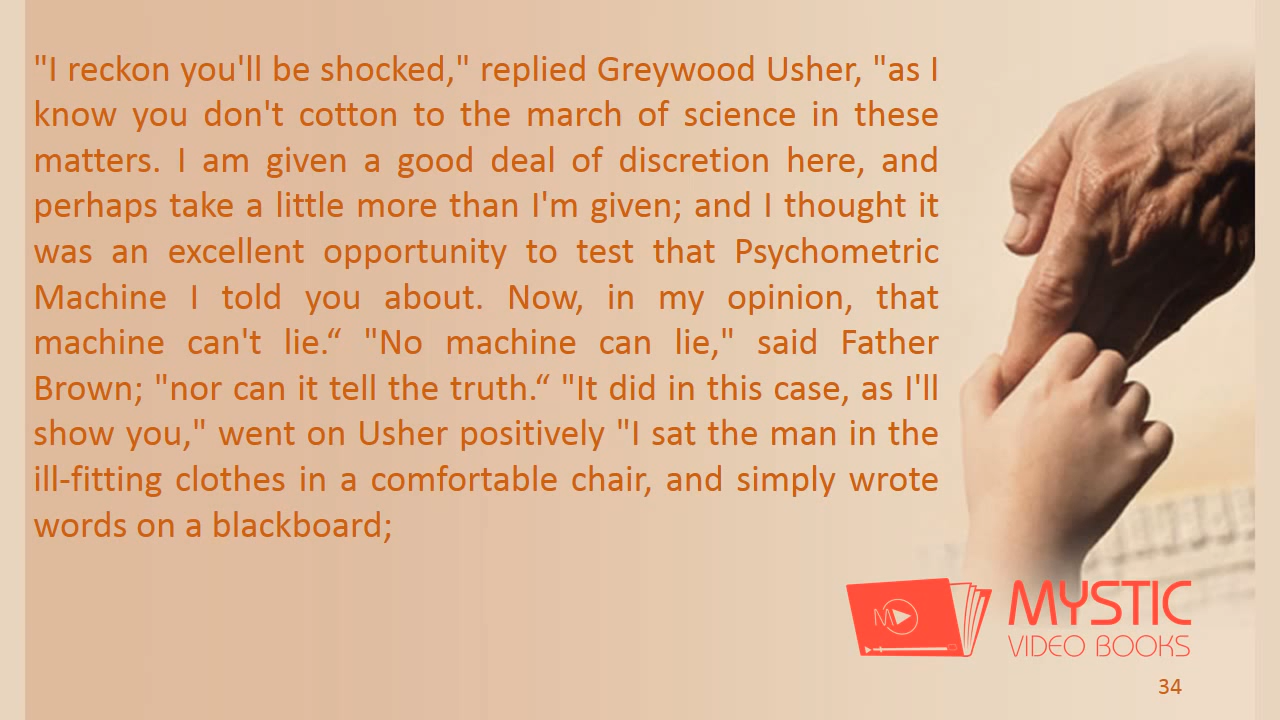 "I reckon you'll be shocked," replied Greywood Usher, "as I
know you don't cotton to the march of science in these
matters. I am given a good deal of discretion here, and
perhaps take a little more than I'm given; and I thought it
was an excellent opportunity to test that Psychometric
Machine I told you about. Now, in my opinion, that
machine can't lie.“ "No machine can lie," said Father
Brown; "nor can it tell the truth.“ "It did in this case, as I'll
show you," went on Usher positively "I sat the man in the
ill-fitting clothes in a comfortable chair, and simply wrote
words on a blackboard;
MYSTIC
VIDEO BOOKS
34